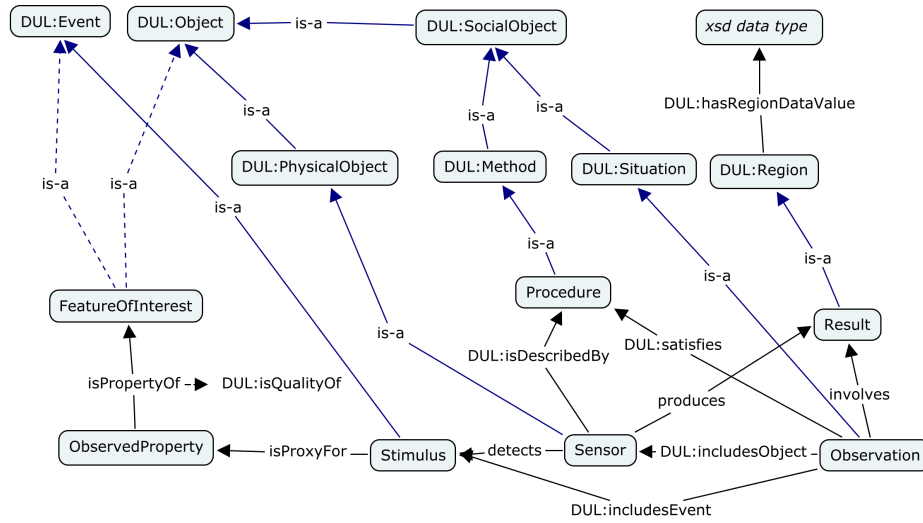 DUL:Event
DUL:Object
is-a
DUL:SocialObject
xsd data type
DUL:hasRegionDataValue
is-a
is-a
is-a
DUL:PhysicalObject
DUL:Method
DUL:Situation
DUL:Region
is-a
is-a
is-a
is-a
is-a
is-a
Procedure
FeatureOfInterest
Result
is-a
DUL:isDescribedBy
DUL:satisfies
isPropertyOf
DUL:isQualityOf
produces
involves
ObservedProperty
isProxyFor
Stimulus
detects
Sensor
DUL:includesObject
Observation
DUL:includesEvent